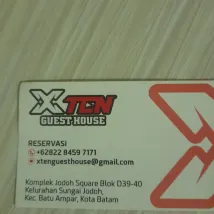 XTEN
GUEST HOUSE
RESERVASI
+62822 8459 7171
xtenguesthouse@gmail.com
Komplek Jodoh Square Blok D39-40
Kelurahan Sungai Jodoh,
Kec. Batu Ampar, Kota Batam